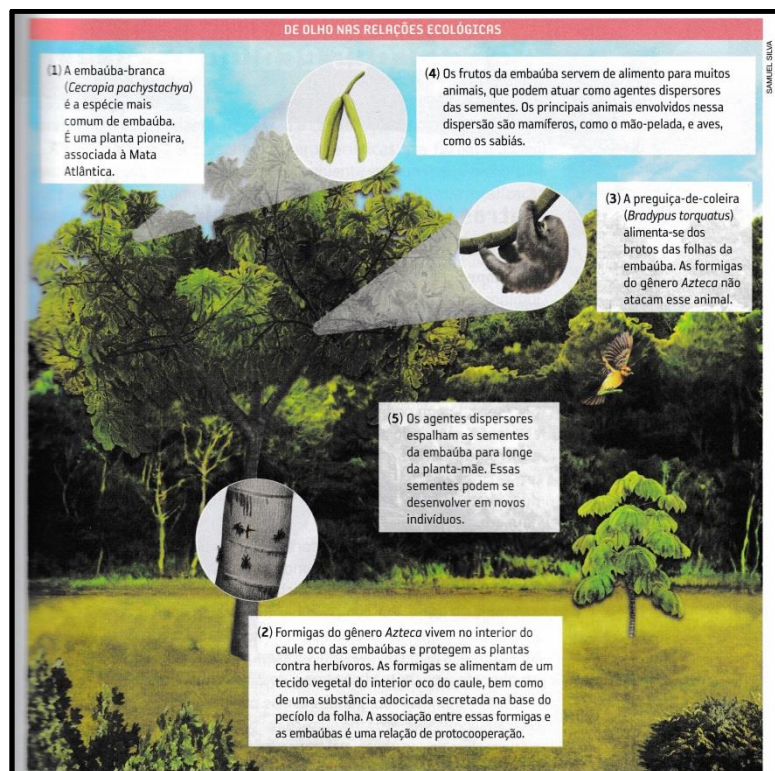 DE OLHO NAS RELAÇÕES ECOLÓGICAS
SAMUEL SILVA
(1) A embaúba-branca
(Cecropia pachystachya)
é a espécie mais
comum de embaúba.
É uma planta pioneira,
associada à Mata
Atlântica.
(4) Os frutos da embaúba servem de alimento para muitos
animais, que podem atuar como agentes dispersores
das sementes. Os principais animais envolvidos nessa
dispersão são mamíferos, como o mão-pelada, e aves,
como os sabiás.
(3) A preguiça-de-coleira
(Bradypus torquatus)
alimenta-se dos
brotos das folhas da
embaúba. As formigas
do gênero Azteca não
atacam esse animal.
(5) Os agentes dispersores
espalham as sementes
da embaúba para longe
da planta-mãe. Essas
sementes podem se
desenvolver em novos
indivíduos.
(2) Formigas do gênero Azteca vivem no interior do
caule oco das embaúbas e protegem as plantas
contra herbívoros. As formigas se alimentam de um
tecido vegetal do interior oco do caule, bem como
de uma substância adocicada secretada na base do
pecíolo da folha. A associação entre essas formigas e
as embaúbas é uma relação de protocooperação.